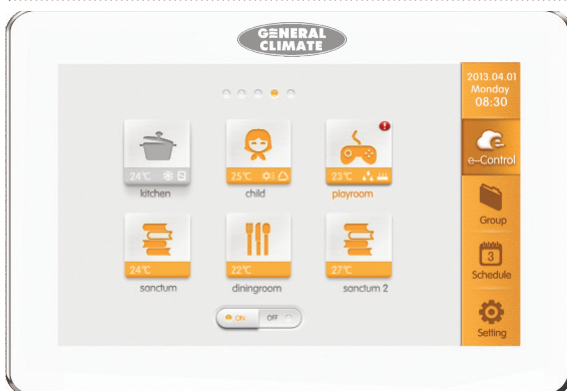 GENERAL
CLIMATE
2013.04.01
Monday
08:30
24°C
kitchen
25°C
child
23°C
playroom
e-Control
Group
24°C
sanctum
22°C
diningroom
27°C
sanctum 2
3
Schedule
ON
OFF
Setting